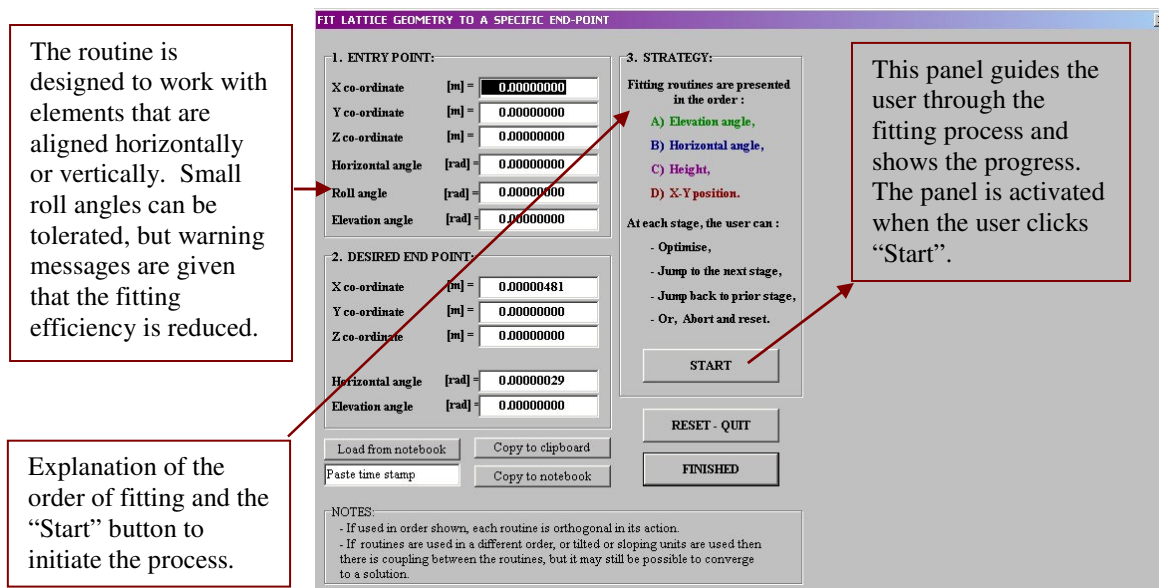 FIT LATTICE GEOMETRY TO A SPECIFIC END-POINT
The routine is
designed to work with
elements that are
aligned horizontally
or vertically. Small
roll angles can be
tolerated, but warning
messages are given
that the fitting
efficiency is reduced.
1. ENTRY POINT:
X co-ordinate [m] = 0.00000000
Y co-ordinate [m] = 0.00000000
Z co-ordinate [m] = 0.00000000
Horizontal angle [rad] = 0.00000000
Roll angle [rad] = 0.00000000
Elevation angle [rad] = 0.00000000
2. DESIRED END POINT:
X co-ordinate [m] = 0.00000481
Y co-ordinate [m] = 0.00000000
Z co-ordinate [m] = 0.00000000
Horizontal angle [rad] = 0.00000029
Elevation angle [rad] = 0.00000000
Load from notebook Copy to clipboard
Paste time stamp Copy to notebook
3. STRATEGY:
Fitting routines are presented
in the order :
A) Elevation angle,
B) Horizontal angle,
C) Height,
D) X-Y position.
At each stage, the user can :
- Optimise,
- Jump to the next stage,
- Jump back to prior stage,
- Or, Abort and reset.
START
RESET - QUIT
FINISHED
This panel guides the
user through the
fitting process and
shows the progress.
The panel is activated
when the user clicks
“Start”.
Explanation of the
order of fitting and the
“Start” button to
initiate the process.
NOTES:
- If used in order shown, each routine is orthogonal in its action.
- If routines are used in a different order, or tilted or sloping units are used then
there is coupling between the routines, but it may still be possible to converge
to a solution.